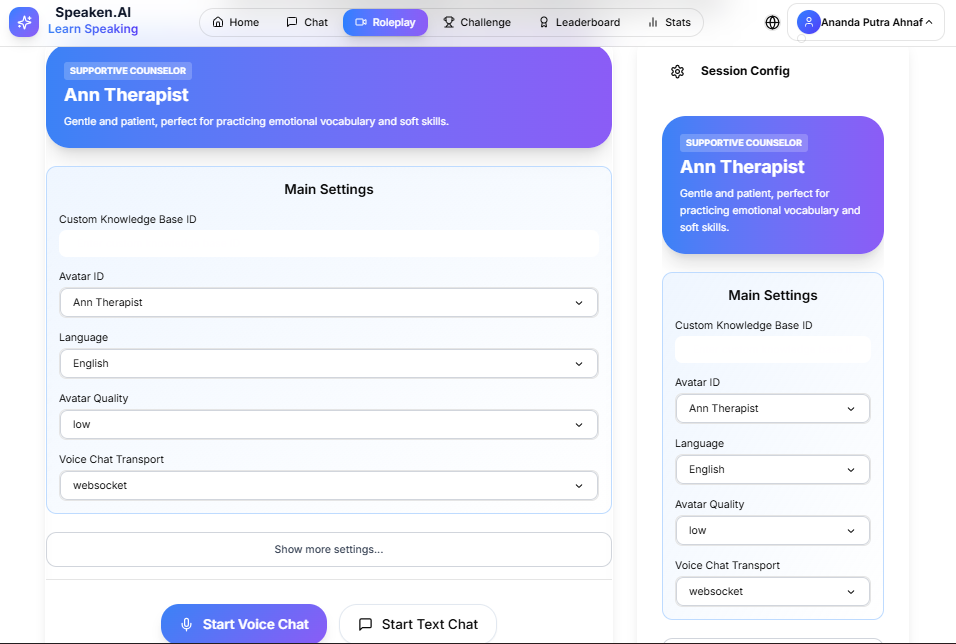 Speaken.AI
Learn Speaking
Home
Chat
Roleplay
Challenge
Leaderboard
Stats
Ananda Putra Ahnaf
SUPPORTIVE COUNSELOR
Ann Therapist
Gentle and patient, perfect for practicing emotional vocabulary and soft skills.
Main Settings
Custom Knowledge Base ID
Avatar ID
Ann Therapist
Language
English
Avatar Quality
low
Voice Chat Transport
websocket
Show more settings...
Start Voice Chat
Start Text Chat
Session Config
SUPPORTIVE COUNSELOR
Ann Therapist
Gentle and patient, perfect for
practicing emotional vocabulary and
soft skills.
Main Settings
Custom Knowledge Base ID
Avatar ID
Ann Therapist
Language
English
Avatar Quality
low
Voice Chat Transport
websocket